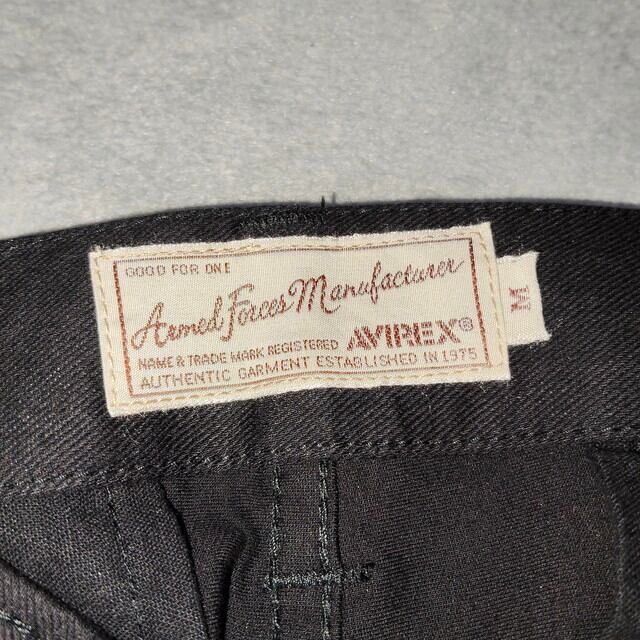 GOOD FOR ONE
Armed Forces Manufacturer
NAME & TRADE MARK REGISTERED AVIREX®
AUTHENTIC GARMENT ESTABLISHED IN 1975
M